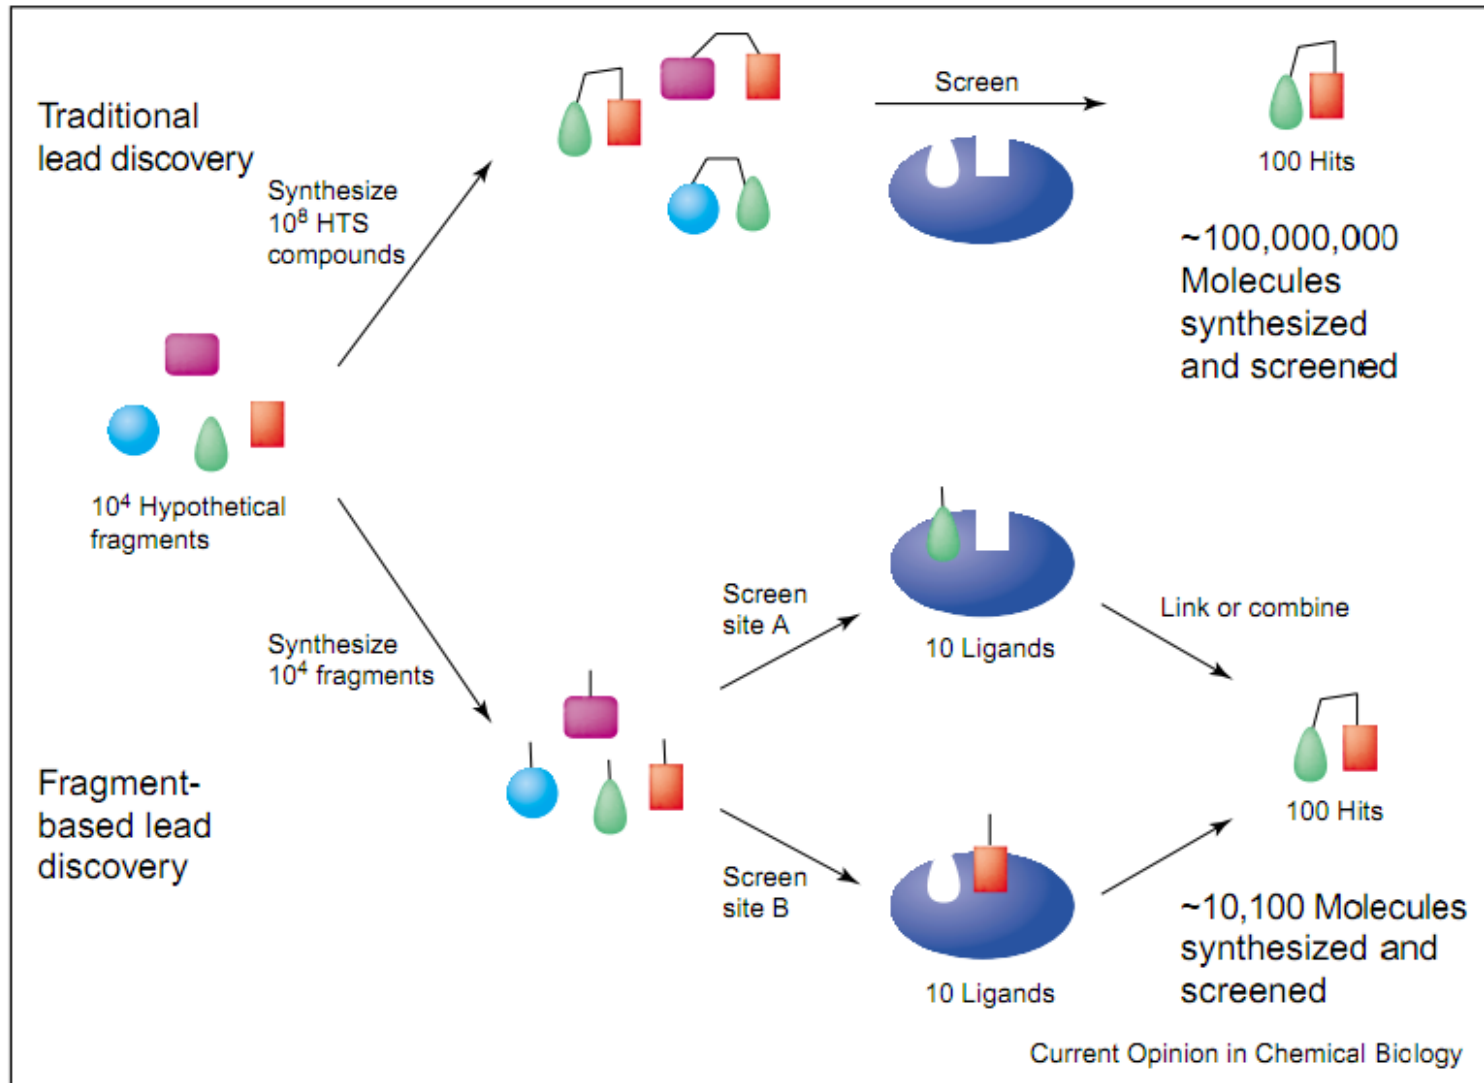 Traditional
lead discovery
Synthesize
10⁸ HTS
compounds
Screen
100 Hits
~100,000,000
Molecules
synthesized
and screened
10⁴ Hypothetical
fragments
Synthesize
10⁴ fragments
Fragment-
based lead
discovery
Screen
site A
10 Ligands
Link or combine
Screen
site B
10 Ligands
100 Hits
~10,100 Molecules
synthesized and
screened
Current Opinion in Chemical Biology